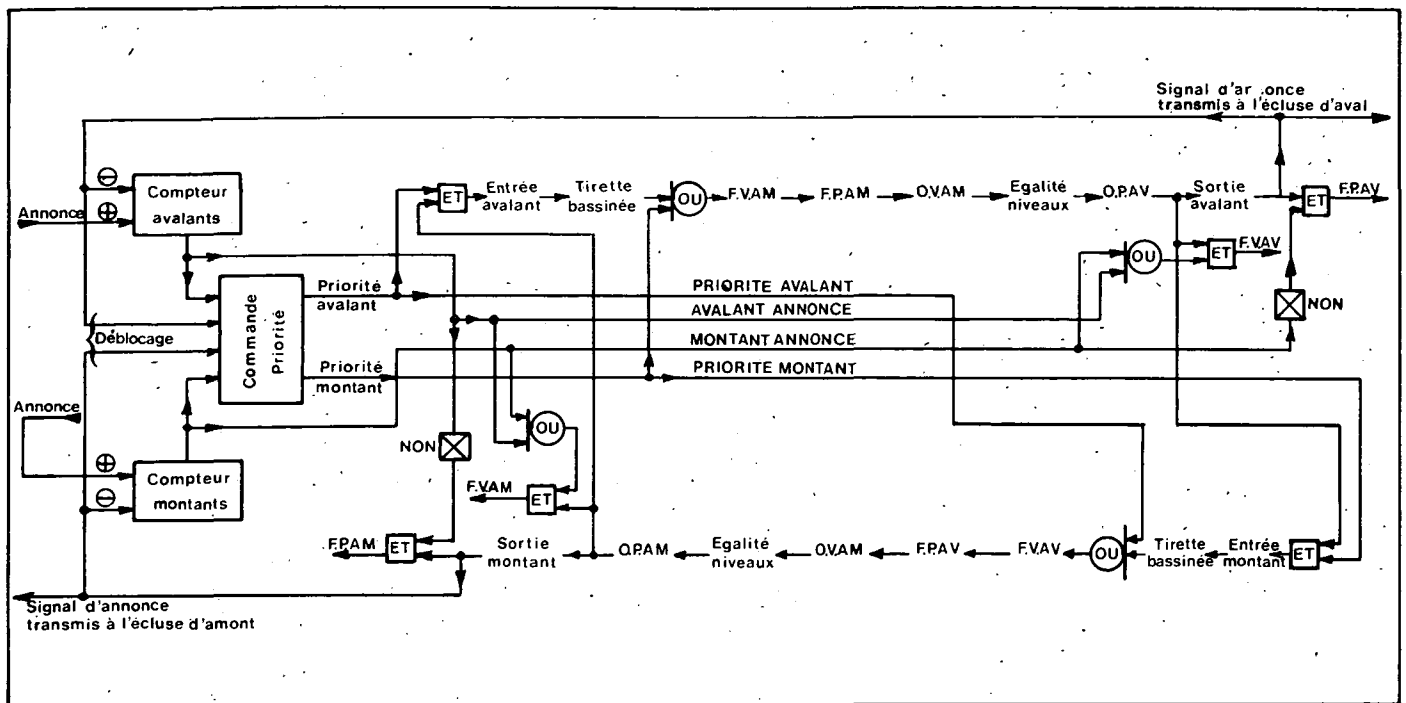 Signal d'ar .once
transmis à l'écluse d'aval
Compteur
avalants
Annonce
ET
Entrée
avalant
Tirette
bassinée
OU
F.V.AM
F.P.AM
O.V.AM
Egalité
niveaux
O.P.AV
Sortie
avalant
ET
F.P.AV
OU
ET
F.V.AV
NON
Commande
Priorité
Priorité
avalant
PRIORITE AVALANT
AVALANT ANNONCE
Déblocage
MONTANT ANNONCE
Priorité
montant
PRIORITE MONTANT
Annonce
NON
OU
Compteur
montants
F.V.AM
ET
F.P.AM
ET
Sortie
montant
O.P.AM
Egalité
niveaux
O.V.AM
F.P.AV
F.V.AV
OU
Tirette
bassinée
Entrée
montant
ET
Signal d'annonce
transmis à l'écluse d'amont